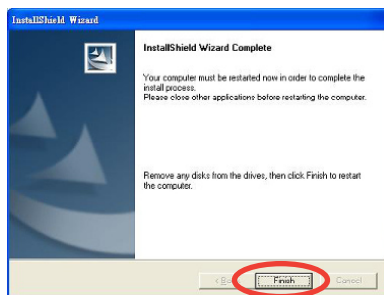 InstallShield Wizard
InstallShield Wizard Complete
Your computer must be restarted now in order to complete the
install process.
Please close other applications before restarting the computer.
Remove any disks from the drives, then click Finish to restart
the computer.
Finish
Cancel